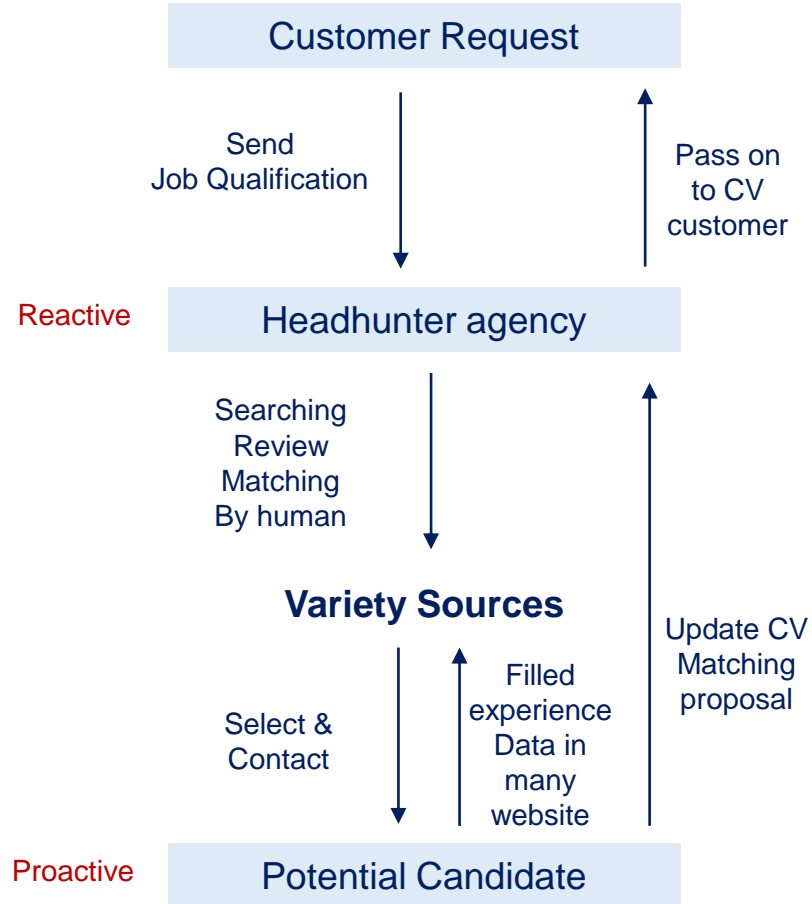 Customer Request
Send
Job Qualification
Pass on
to CV
customer
Reactive
Headhunter agency
Searching
Review
Matching
By human
Variety Sources
Update CV
Matching
proposal
Select &
Contact
Filled
experience
Data in
many
website
Proactive
Potential Candidate